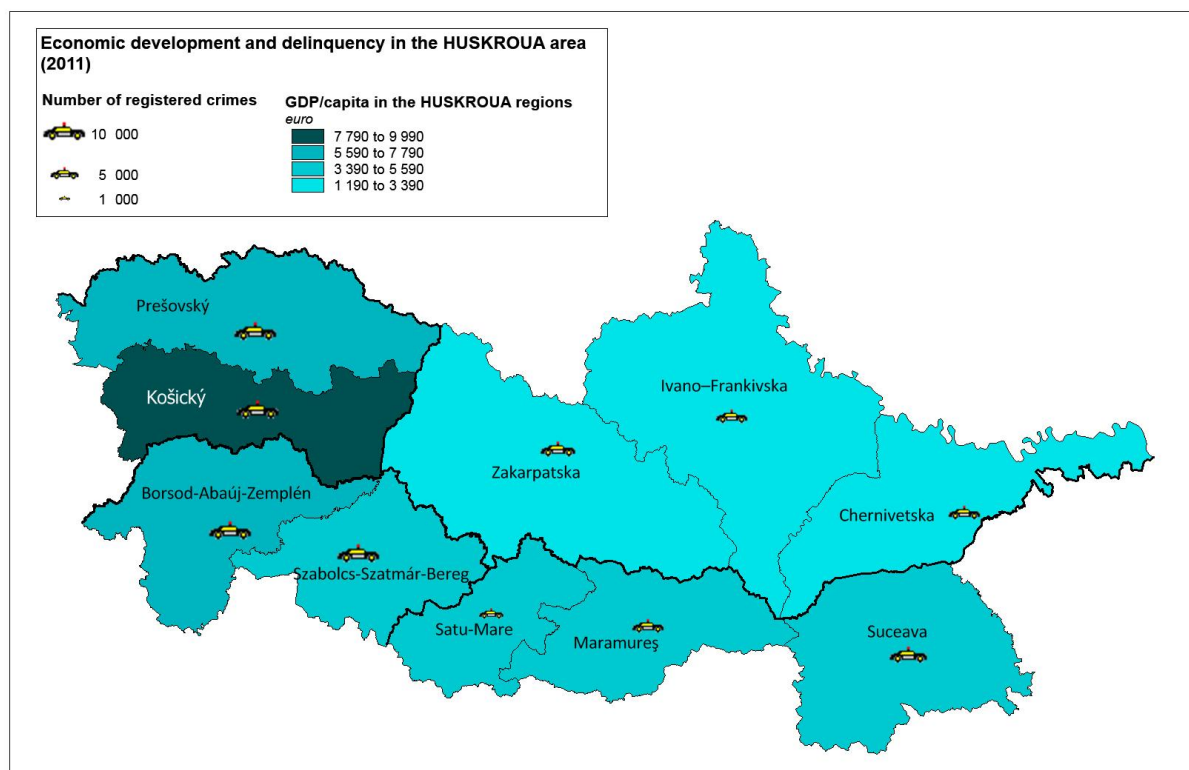 Economic development and delinquency in the HUSKROUA area
(2011)
Number of registered crimes
10 000
5 000
1 000
GDP/capita in the HUSKROUA regions
euro
7 790 to 9 990
5 590 to 7 790
3 390 to 5 590
1 190 to 3 390
Prešovský
Košický
Ivano–Frankivska
Zakarpatska
Borsod-Abaúj-Zemplén
Chernivetska
Szabolcs-Szatmár-Bereg
Satu-Mare
Maramureş
Suceava